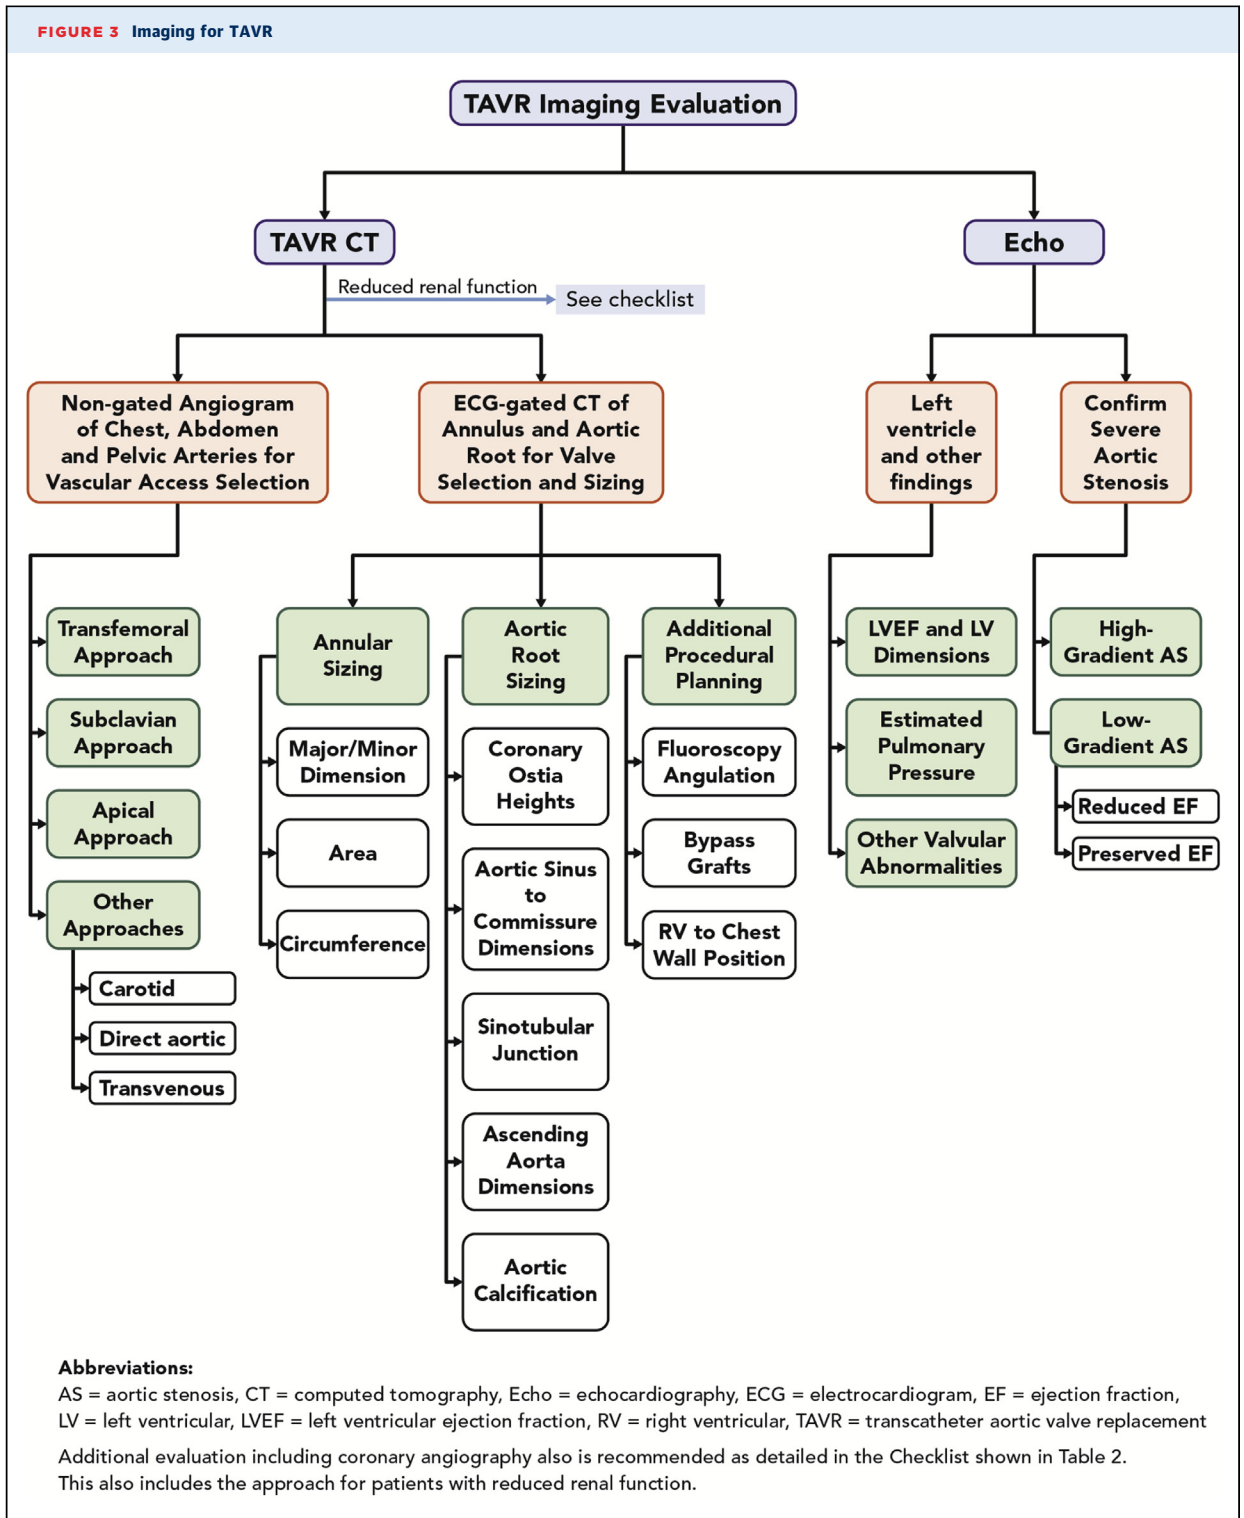 FIGURE 3 Imaging for TAVR
TAVR Imaging Evaluation
TAVR CT
Echo
Reduced renal function
See checklist
Non-gated Angiogram
of Chest, Abdomen
and Pelvic Arteries for
Vascular Access Selection
ECG-gated CT of
Annulus and Aortic
Root for Valve
Selection and Sizing
Left
ventricle
and other
findings
Confirm
Severe
Aortic
Stenosis
Transfemoral
Approach
Subclavian
Approach
Apical
Approach
Other
Approaches
Carotid
Direct aortic
Transvenous
Annular
Sizing
Major/Minor
Dimension
Area
Circumference
Aortic
Root
Sizing
Coronary
Ostia
Heights
Aortic Sinus
to
Commissure
Dimensions
Sinotubular
Junction
Ascending
Aorta
Dimensions
Aortic
Calcification
Additional
Procedural
Planning
Fluoroscopy
Angulation
Bypass
Grafts
RV to Chest
Wall Position
LVEF and LV
Dimensions
Estimated
Pulmonary
Pressure
Other Valvular
Abnormalities
High-
Gradient AS
Low-
Gradient AS
Reduced EF
Preserved EF
Abbreviations:
AS = aortic stenosis, CT = computed tomography, Echo = echocardiography, ECG = electrocardiogram, EF = ejection fraction,
LV = left ventricular, LVEF = left ventricular ejection fraction, RV = right ventricular, TAVR = transcatheter aortic valve replacement
Additional evaluation including coronary angiography also is recommended as detailed in the Checklist shown in Table 2.
This also includes the approach for patients with reduced renal function.